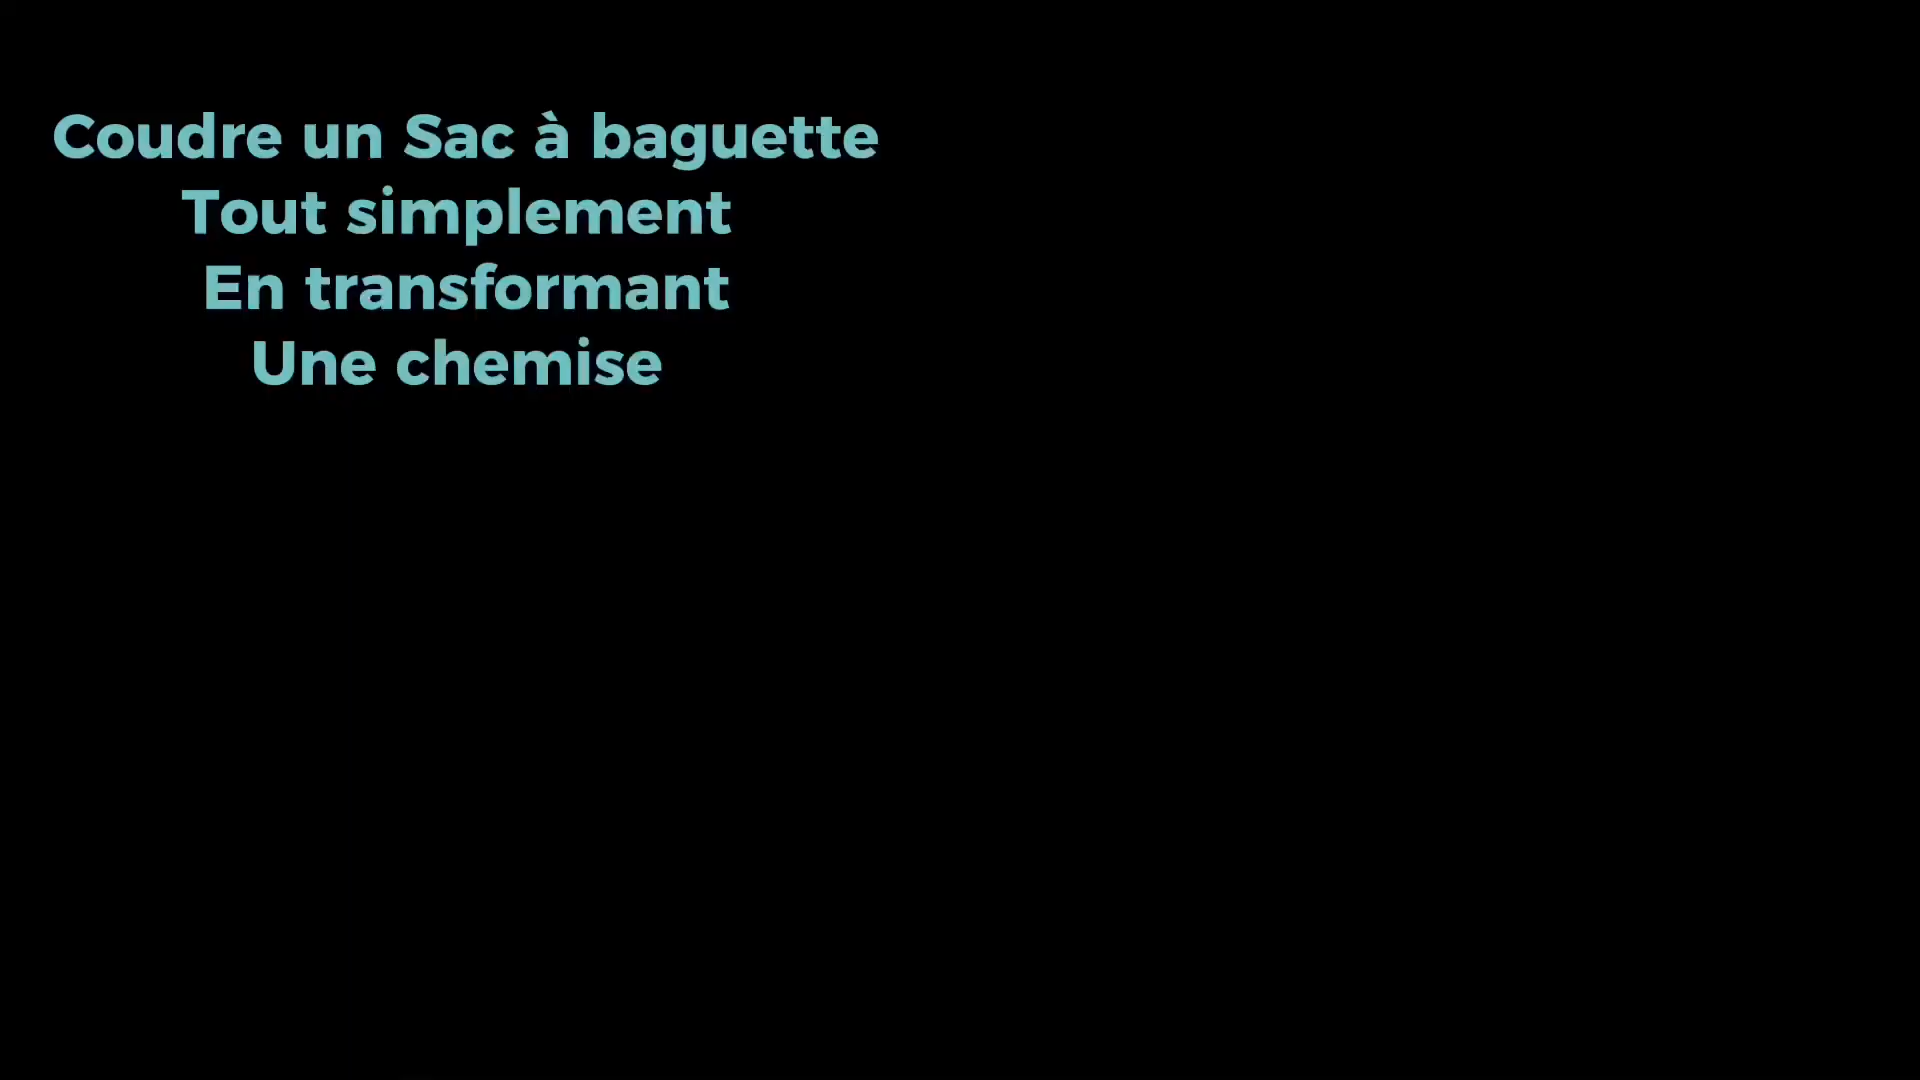 Coudre un Sac à baguette
Tout simplement
En transformant
Une chemise